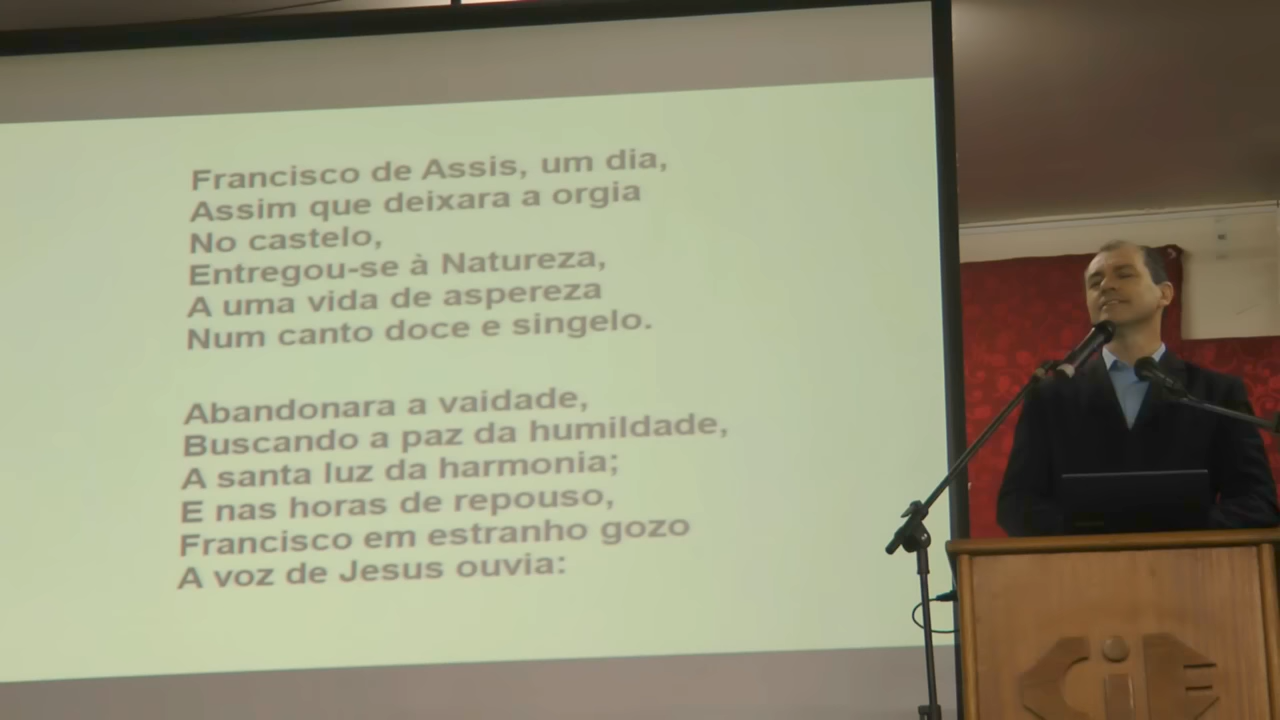 Francisco de Assis, um dia,
Assim que deixara a orgia
No castelo,
Entregou-se à Natureza,
A uma vida de aspereza
Num canto doce e singelo.
Abandonara a vaidade,
Buscando a paz da humildade,
A santa luz da harmonia;
E nas horas de repouso,
Francisco em estranho gozo
A voz de Jesus ouvia:
CiE